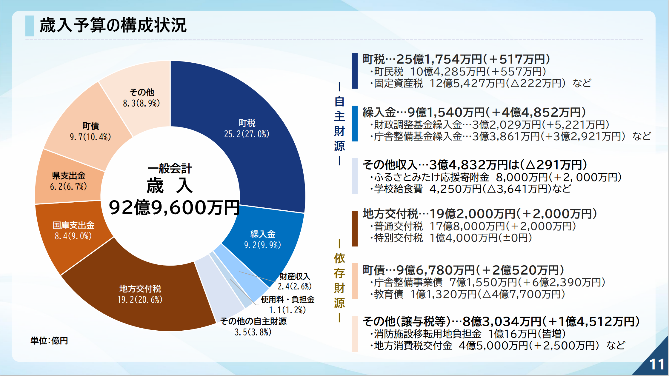 歳入予算の構成状況
その他
8.3(8.9%)
町債
9.7(10.4%)
県支出金
6.2(6.7%)
国庫支出金
8.4(9.0%)
地方交付税
19.2(20.6%)
町税
25.2(27.0%)
繰入金
9.2(9.9%)
財産収入
2.4(2.6%)
使用料・負担金
1.1(1.2%)
その他の自主財源
3.5(3.8%)
一般会計
歳 入
92億9,600万円
単位:億円
自主財源
依存財源
町税…25億1,754万円(+517万円)
・町民税 10億4,285万円(+557万円)
・固定資産税 12億5,427万円(△222万円) など
繰入金…9億1,540万円(+4億4,852万円)
・財政調整基金繰入金…3億2,029万円(+5,221万円)
・庁舎整備基金繰入金…3億3,861万円(+3億2,921万円) など
その他収入…3億4,832万円は(△291万円)
・ふるさとみたけ応援寄附金 8,000万円(+2,000万円)
・学校給食費 4,250万円(△3,641万円)など
地方交付税…19億2,000万円(+2,000万円)
・普通交付税 17億8,000万円(+2,000万円)
・特別交付税 1億4,000万円(±0円)
町債…9億6,780万円(+2億520万円)
・庁舎整備事業債 7億1,550万円(+6億2,390万円)
・教育債 1億1,320万円(△4億7,700万円)
その他(譲与税等)…8億3,034万円(+1億4,512万円)
・消防施設移転用地負担金 1億16万円(皆増)
・地方消費税交付金 4億5,000万円(+2,500万円) など
11